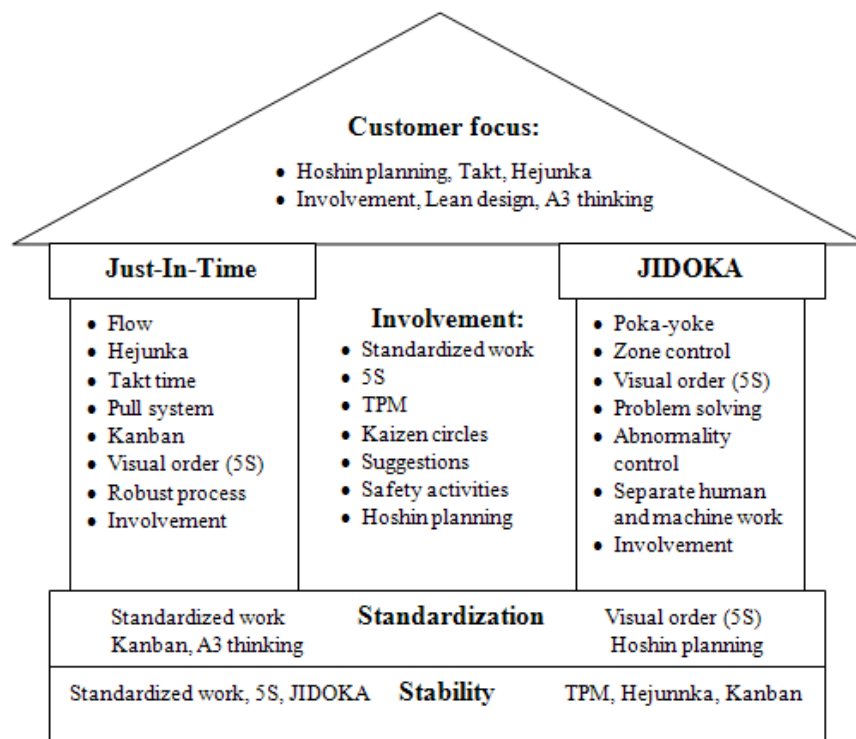 Customer focus:
• Hoshin planning, Takt, Hejunka
• Involvement, Lean design, A3 thinking
Just-In-Time
• Flow
• Hejunka
• Takt time
• Pull system
• Kanban
• Visual order (5S)
• Robust process
• Involvement
Involvement:
• Standardized work
• 5S
• TPM
• Kaizen circles
• Suggestions
• Safety activities
• Hoshin planning
JIDOKA
• Poka-yoke
• Zone control
• Visual order (5S)
• Problem solving
• Abnormality
control
• Separate human
and machine work
• Involvement
Standardized work
Kanban, A3 thinking
Standardization
Visual order (5S)
Hoshin planning
Standardized work, 5S, JIDOKA
Stability
TPM, Hejunnka, Kanban